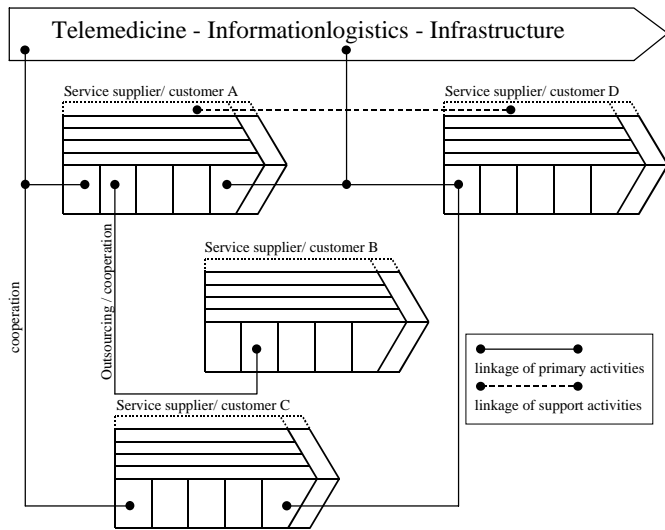 Telemedicine - Informationlogistics - Infrastructure
Service supplier/ customer A
Service supplier/ customer D
Service supplier/ customer B
cooperation
Outsourcing / cooperation
linkage of primary activities
linkage of support activities
Service supplier/ customer C